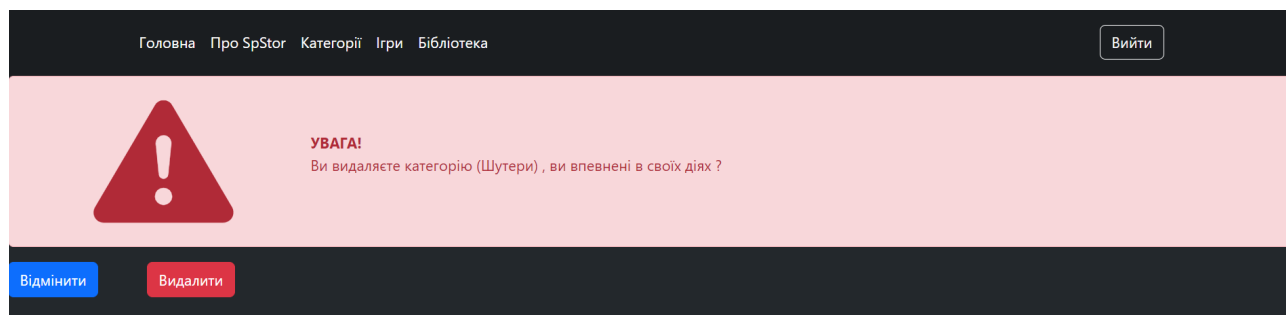 Головна Про SpStor Категорії Ігри Бібліотека Вийти
УВАГА!
Ви видаляєте категорію (Шутери) , ви впевнені в своїх діях ?
Відмінити Видалити